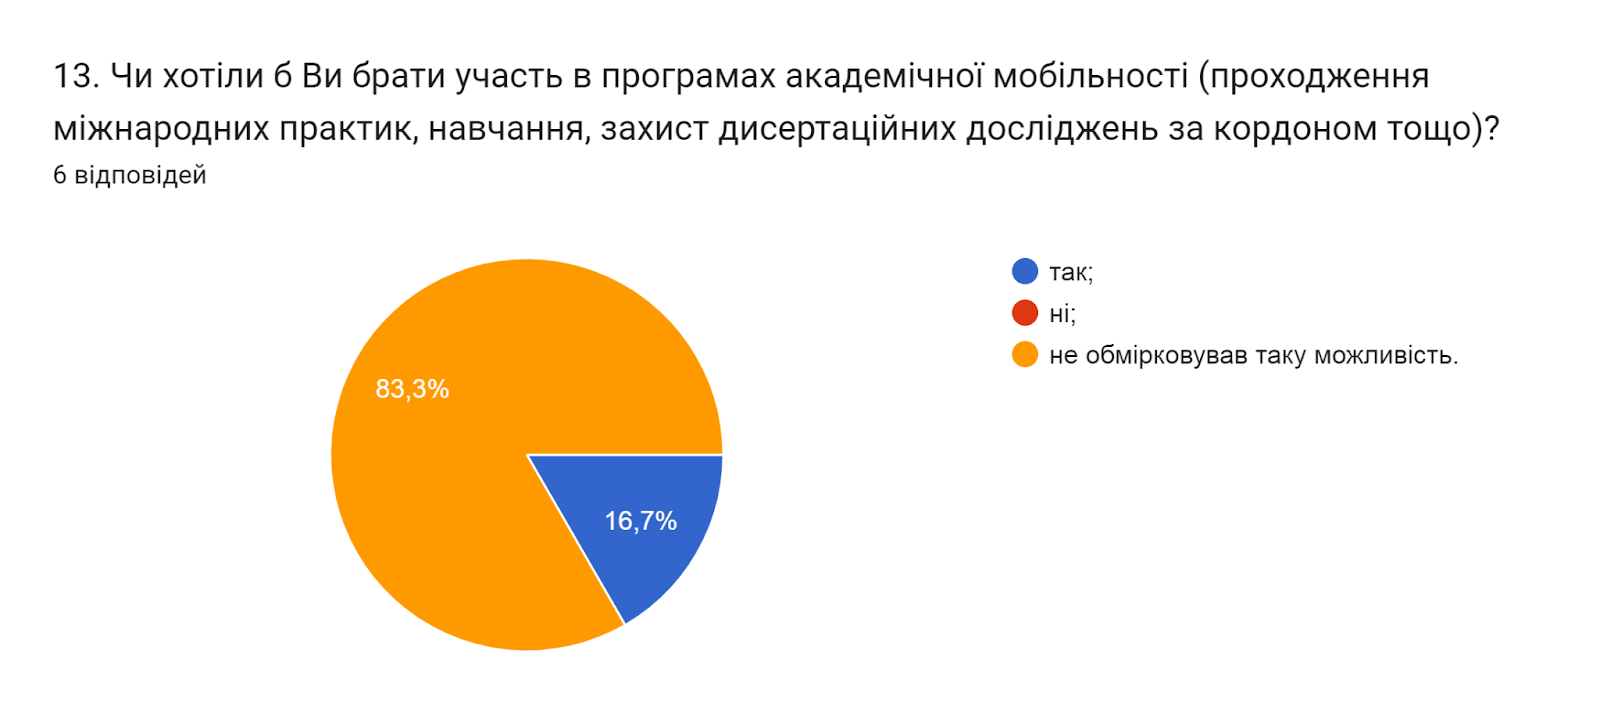 13. Чи хотіли б Ви брати участь в програмах академічної мобільності (проходження
міжнародних практик, навчання, захист дисертаційних досліджень за кордоном тощо)?
6 відповідей
так;
ні;
не обмірковував таку можливість.
83,3%
16,7%